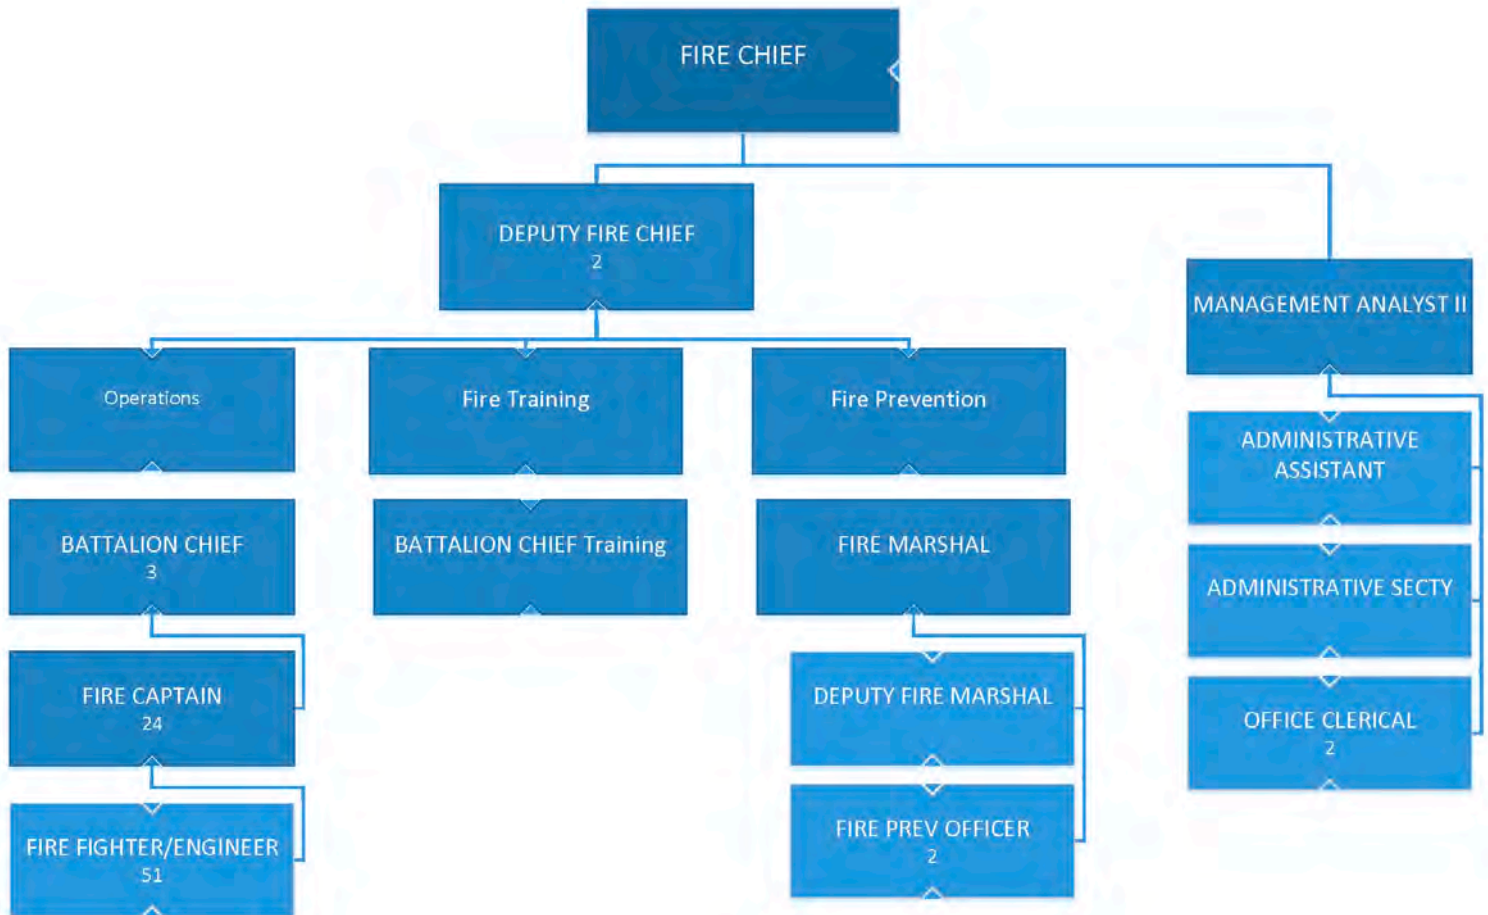 FIRE CHIEF
DEPUTY FIRE CHIEF
2
MANAGEMENT ANALYST II
Operations
Fire Training
Fire Prevention
ADMINISTRATIVE
ASSISTANT
BATTALION CHIEF
3
BATTALION CHIEF Training
FIRE MARSHAL
ADMINISTRATIVE SECTY
FIRE CAPTAIN
24
DEPUTY FIRE MARSHAL
OFFICE CLERICAL
2
FIRE FIGHTER/ENGINEER
51
FIRE PREV OFFICER
2